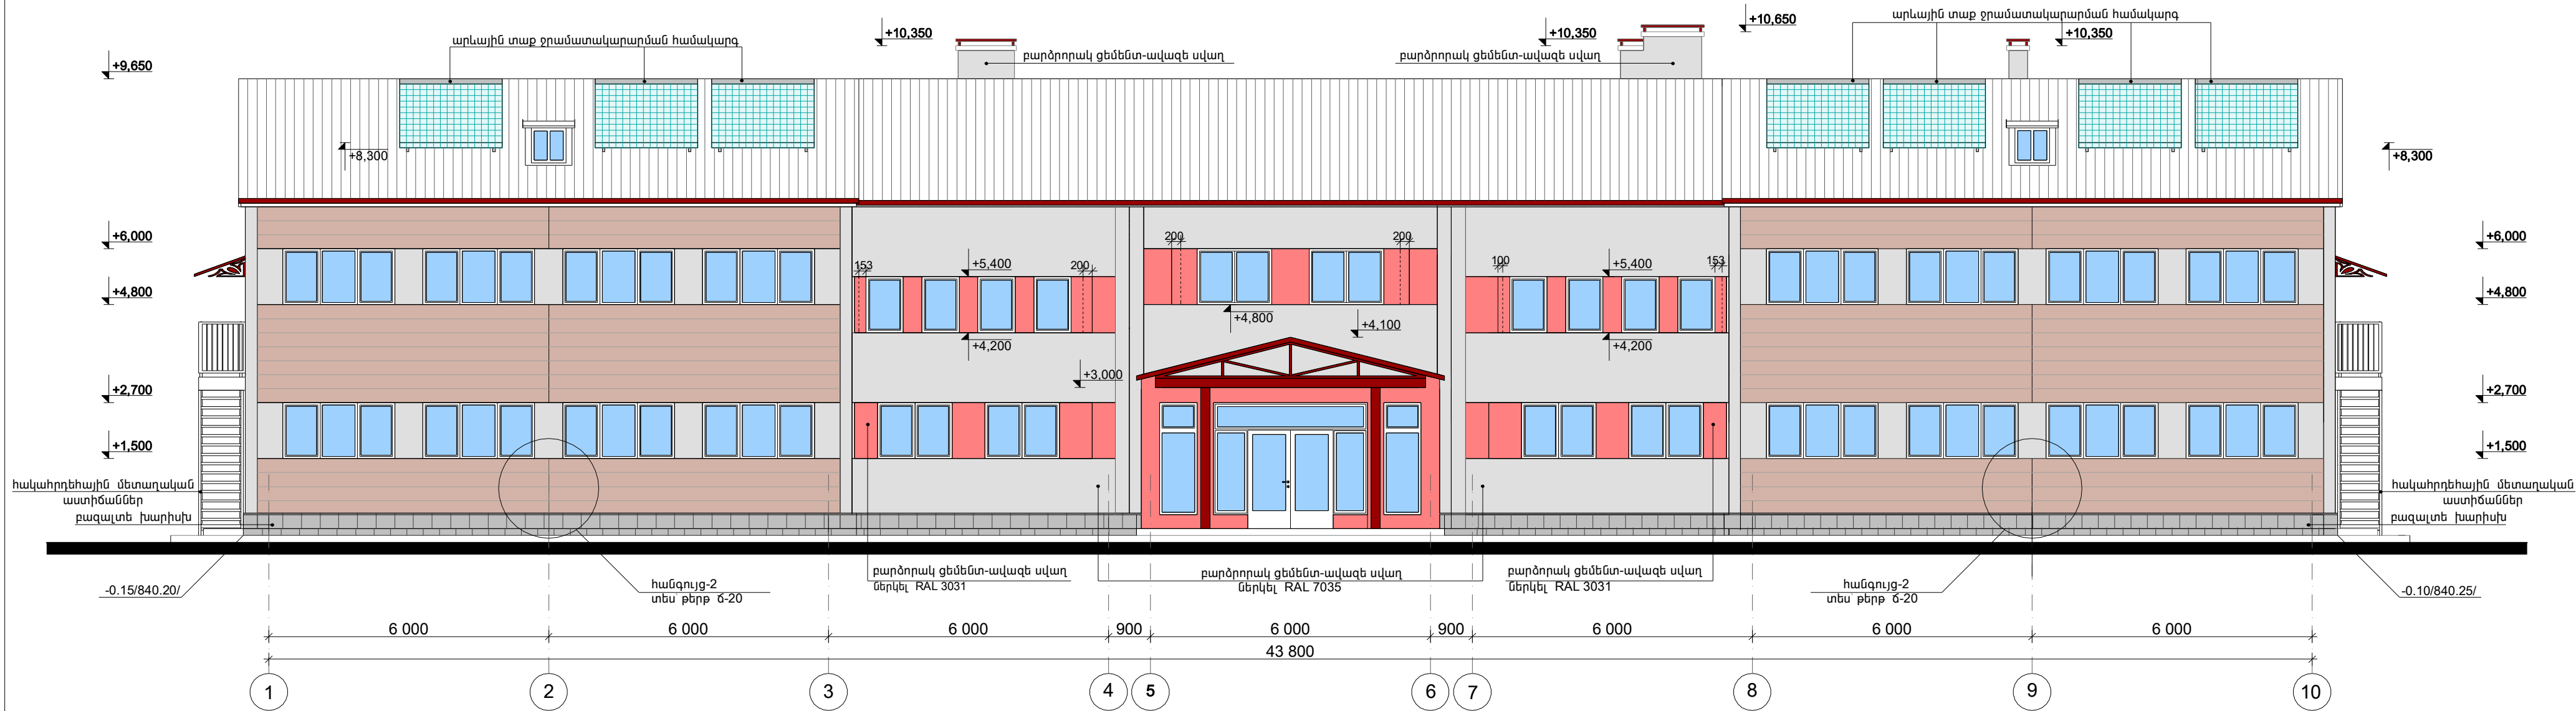 արևային տաք ջրամատակարարման համակարգ
+10,350
+10,350
+10,650
արևային տաք ջրամատակարարման համակարգ
+10,350
+9,650
բարձրորակ ցեմենտ-ավազե սվաղ
բարձրորակ ցեմենտ-ավազե սվաղ
+8,300
+8,300
+6,000
200
200
+6,000
153
+5,400
200
100
+5,400
153
+4,800
+4,800
+4,800
+4,100
+4,200
+4,200
+3,000
+2,700
+2,700
+1,500
+1,500
հակահրդեհային մետաղական
աստիճաններ
հակահրդեհային մետաղական
աստիճաններ
բազալտե խարիսխ
բազալտե խարիսխ
-0.15/840.20/
հանգույց-2
տես թերթ ճ-20
բարձորակ ցեմենտ-ավազե սվաղ
ներկել RAL 3031
բարձրորակ ցեմենտ-ավազե սվաղ
ներկել RAL 7035
բարձորակ ցեմենտ-ավազե սվաղ
ներկել RAL 3031
հանգույց-2
տես թերթ ճ-20
-0.10/840.25/
6 000
6 000
6 000
900
6 000
900
6 000
6 000
6 000
43 800
1
2
3
4
5
6
7
8
9
10